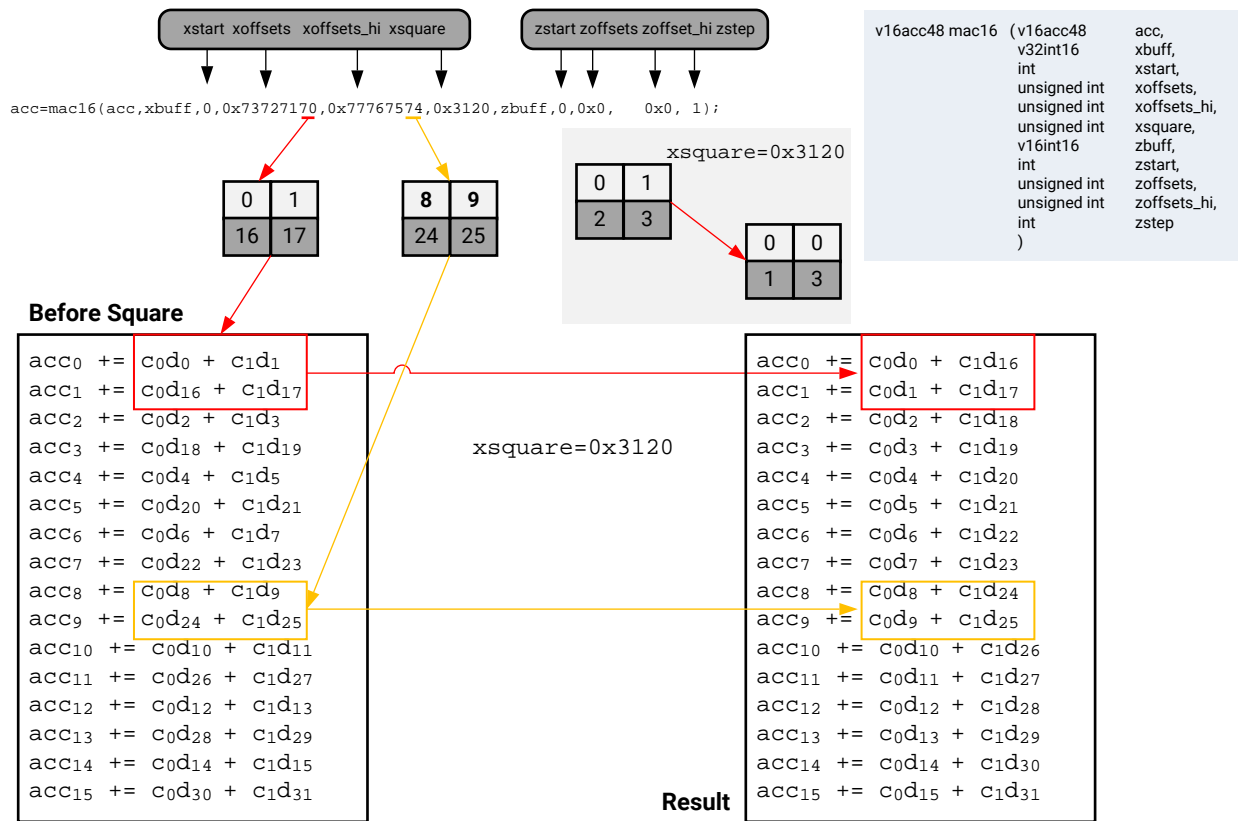 xstart xoffsets xoffsets_hi xsquare
zstart zoffsets zoffset_hi zstep
acc=mac16(acc,xbuff,0,0x73727170,0x77767574,0x3120,zbuff,0,0x0, 0x0, 1);
v16acc48 mac16 (v16acc48 acc,
v32int16 xbuff,
int xstart,
unsigned int xoffsets,
unsigned int xoffsets_hi,
unsigned int xsquare,
v16int16 zbuff,
int zstart,
unsigned int zoffsets,
unsigned int zoffsets_hi,
int zstep
)
0 1
16 17
8 9
24 25
xsquare=0x3120
0 1
2 3
0 0
1 3
Before Square
acc0 += c0d0 + c1d1
acc1 += c0d16 + c1d17
acc2 += c0d2 + c1d3
acc3 += c0d18 + c1d19
acc4 += c0d4 + c1d5
acc5 += c0d20 + c1d21
acc6 += c0d6 + c1d7
acc7 += c0d22 + c1d23
acc8 += c0d8 + c1d9
acc9 += c0d24 + c1d25
acc10 += c0d10 + c1d11
acc11 += c0d26 + c1d27
acc12 += c0d12 + c1d13
acc13 += c0d28 + c1d29
acc14 += c0d14 + c1d15
acc15 += c0d30 + c1d31
xsquare=0x3120
acc0 += c0d0 + c1d16
acc1 += c0d1 + c1d17
acc2 += c0d2 + c1d18
acc3 += c0d3 + c1d19
acc4 += c0d4 + c1d20
acc5 += c0d5 + c1d21
acc6 += c0d6 + c1d22
acc7 += c0d7 + c1d23
acc8 += c0d8 + c1d24
acc9 += c0d9 + c1d25
acc10 += c0d10 + c1d26
acc11 += c0d11 + c1d27
acc12 += c0d12 + c1d28
acc13 += c0d13 + c1d29
acc14 += c0d14 + c1d30
acc15 += c0d15 + c1d31
Result